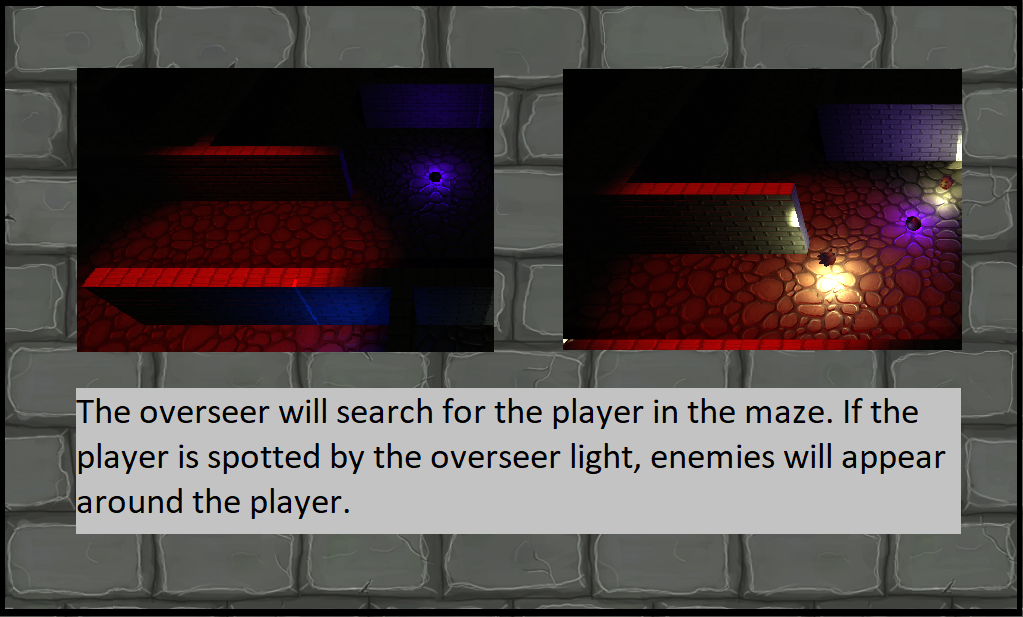 The overseer will search for the player in the maze. If the
player is spotted by the overseer light, enemies will appear
around the player.